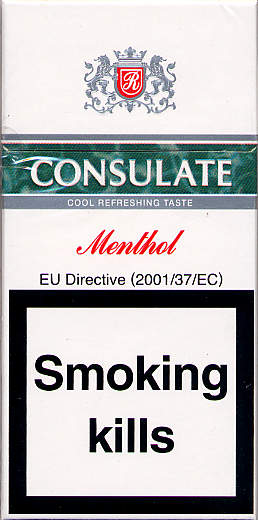 R
CONSULATE
COOL REFRESHING TASTE
Menthol
EU Directive (2001/37/EC)
Smoking
kills